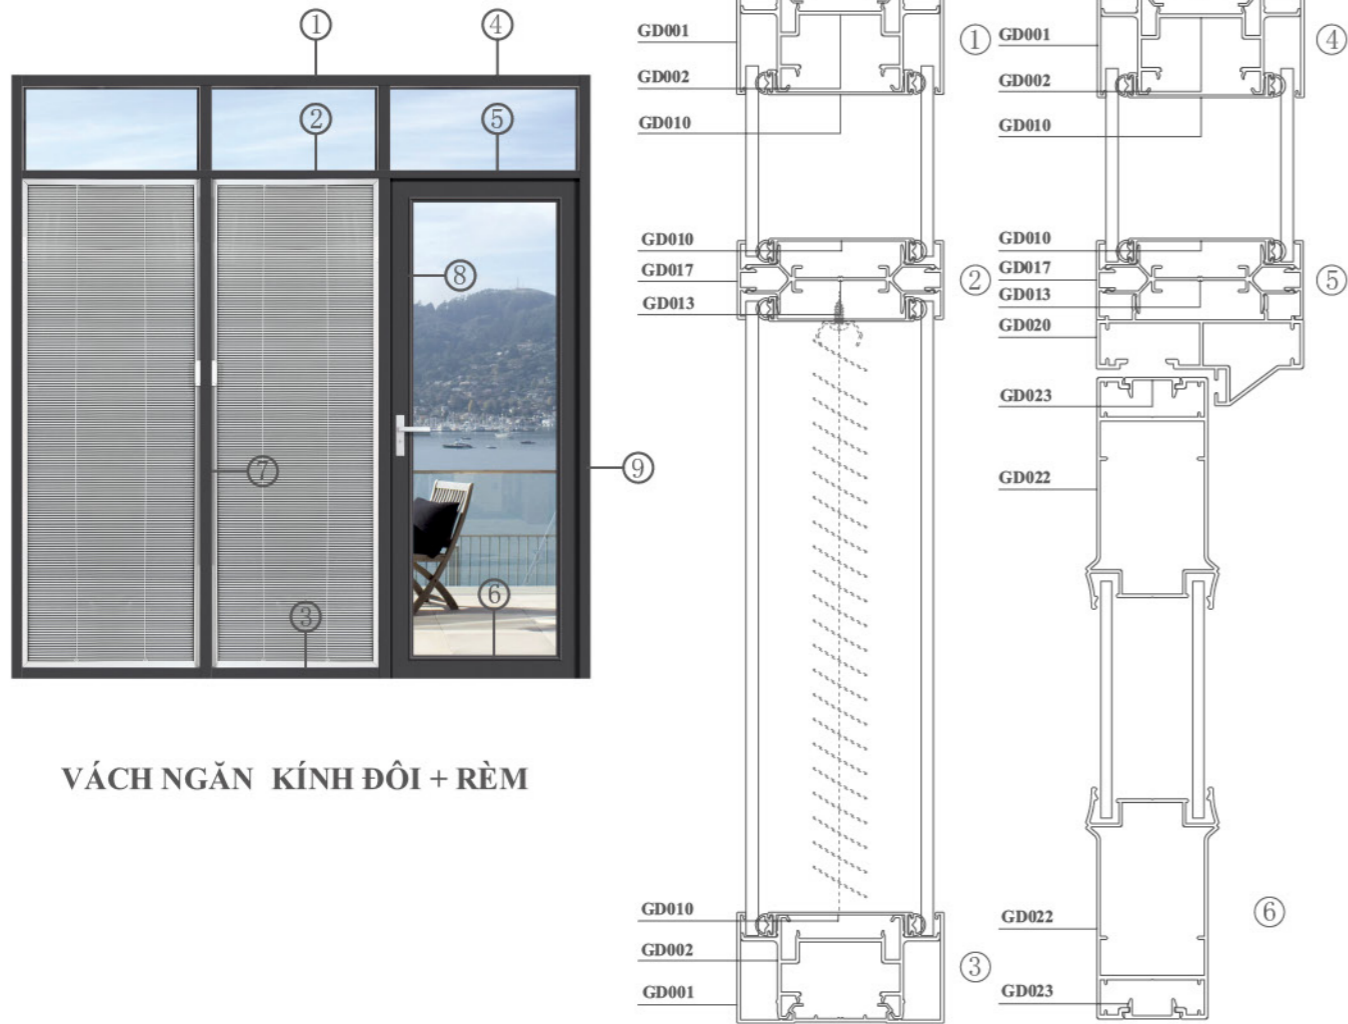 ①
④
②
⑤
⑧
⑦
⑨
⑥
③
VÁCH NGĂN KÍNH ĐÔI + RÈM
GD001
①
GD002
GD010
GD010
GD017
②
GD013
GD010
GD002
③
GD001
GD001
④
GD002
GD010
GD010
GD017
⑤
GD013
GD020
GD023
GD022
GD022
⑥
GD023